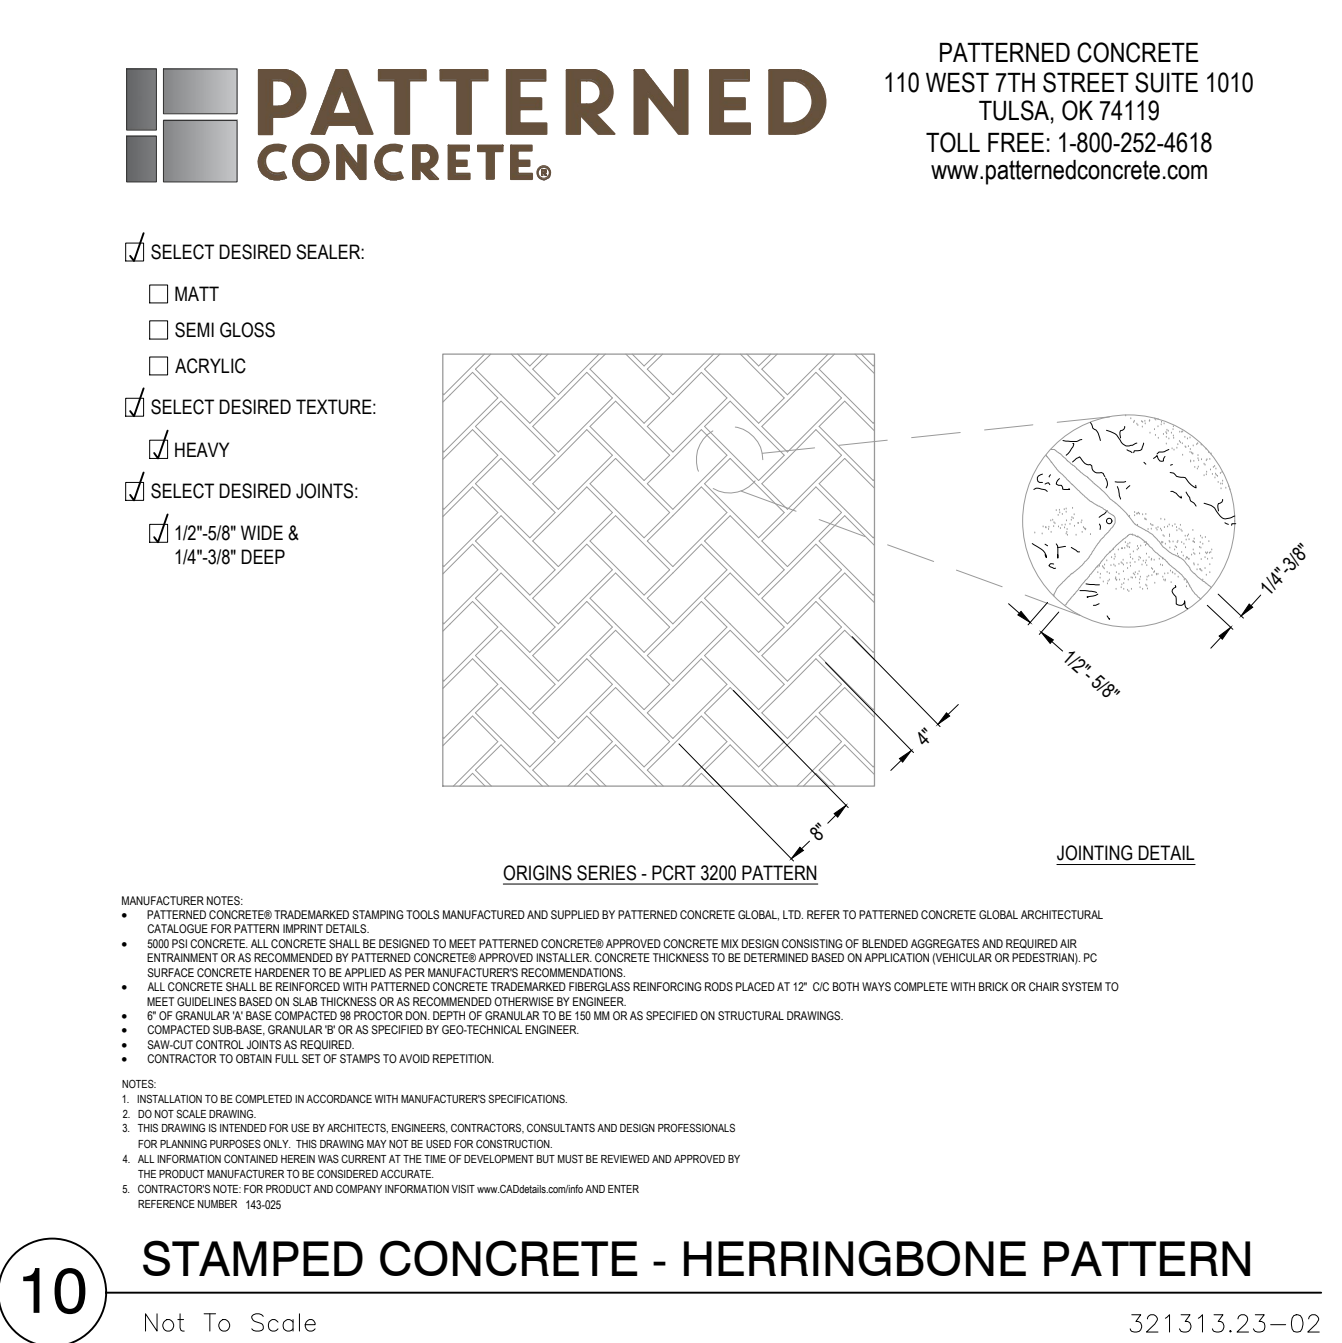 PATTERNED
CONCRETE®
PATTERNED CONCRETE
110 WEST 7TH STREET SUITE 1010
TULSA, OK 74119
TOLL FREE: 1-800-252-4618
www.patternedconcrete.com
SELECT DESIRED SEALER:
MATT
SEMI GLOSS
ACRYLIC
SELECT DESIRED TEXTURE:
HEAVY
SELECT DESIRED JOINTS:
1/2"-5/8" WIDE &
1/4"-3/8" DEEP
1/4"-3/8"
1/2"- 5/8"
4"
8"
JOINTING DETAIL
ORIGINS SERIES - PCRT 3200 PATTERN
MANUFACTURER NOTES:
• PATTERNED CONCRETE® TRADEMARKED STAMPING TOOLS MANUFACTURED AND SUPPLIED BY PATTERNED CONCRETE GLOBAL, LTD. REFER TO PATTERNED CONCRETE GLOBAL ARCHITECTURAL
CATALOGUE FOR PATTERN IMPRINT DETAILS.
• 5000 PSI CONCRETE. ALL CONCRETE SHALL BE DESIGNED TO MEET PATTERNED CONCRETE® APPROVED CONCRETE MIX DESIGN CONSISTING OF BLENDED AGGREGATES AND REQUIRED AIR
ENTRAINMENT OR AS RECOMMENDED BY PATTERNED CONCRETE® APPROVED INSTALLER. CONCRETE THICKNESS TO BE DETERMINED BASED ON APPLICATION (VEHICULAR OR PEDESTRIAN). PC
SURFACE CONCRETE HARDENER TO BE APPLIED AS PER MANUFACTURER'S RECOMMENDATIONS.
• ALL CONCRETE SHALL BE REINFORCED WITH PATTERNED CONCRETE TRADEMARKED FIBERGLASS REINFORCING RODS PLACED AT 12" C/C BOTH WAYS COMPLETE WITH BRICK OR CHAIR SYSTEM TO
MEET GUIDELINES BASED ON SLAB THICKNESS OR AS RECOMMENDED OTHERWISE BY ENGINEER.
• 6" OF GRANULAR 'A' BASE COMPACTED 98 PROCTOR DON. DEPTH OF GRANULAR TO BE 150 MM OR AS SPECIFIED ON STRUCTURAL DRAWINGS.
• COMPACTED SUB-BASE, GRANULAR 'B' OR AS SPECIFIED BY GEO-TECHNICAL ENGINEER.
• SAW-CUT CONTROL JOINTS AS REQUIRED.
• CONTRACTOR TO OBTAIN FULL SET OF STAMPS TO AVOID REPETITION.
NOTES:
1. INSTALLATION TO BE COMPLETED IN ACCORDANCE WITH MANUFACTURER'S SPECIFICATIONS.
2. DO NOT SCALE DRAWING.
3. THIS DRAWING IS INTENDED FOR USE BY ARCHITECTS, ENGINEERS, CONTRACTORS, CONSULTANTS AND DESIGN PROFESSIONALS
FOR PLANNING PURPOSES ONLY. THIS DRAWING MAY NOT BE USED FOR CONSTRUCTION.
4. ALL INFORMATION CONTAINED HEREIN WAS CURRENT AT THE TIME OF DEVELOPMENT BUT MUST BE REVIEWED AND APPROVED BY
THE PRODUCT MANUFACTURER TO BE CONSIDERED ACCURATE.
5. CONTRACTOR'S NOTE: FOR PRODUCT AND COMPANY INFORMATION VISIT www.CADdetails.com/info AND ENTER
REFERENCE NUMBER 143-025
10
STAMPED CONCRETE - HERRINGBONE PATTERN
Not To Scale
321313.23-02